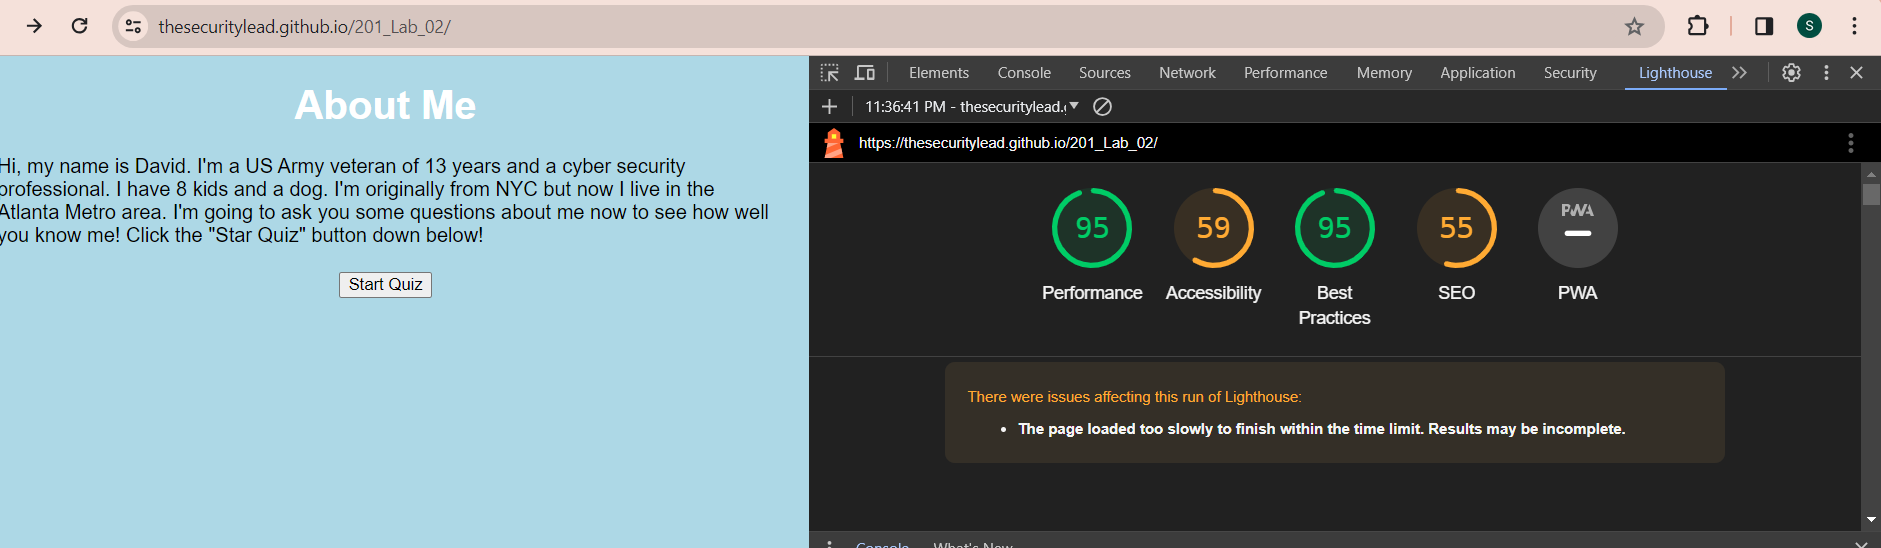 thesecuritylead.github.io/201_Lab_02/
S
About Me
Hi, my name is David. I'm a US Army veteran of 13 years and a cyber security
professional. I have 8 kids and a dog. I'm originally from NYC but now I live in the
Atlanta Metro area. I'm going to ask you some questions about me now to see how well
you know me! Click the "Star Quiz" button down below!
Start Quiz
Elements Console Sources Network Performance Memory Application Security Lighthouse
11:36:41 PM - thesecuritylead.g
https://thesecuritylead.github.io/201_Lab_02/
95 59 95 55 PWA
Performance Accessibility Best Practices SEO PWA
There were issues affecting this run of Lighthouse:
• The page loaded too slowly to finish within the time limit. Results may be incomplete.
Console What's New